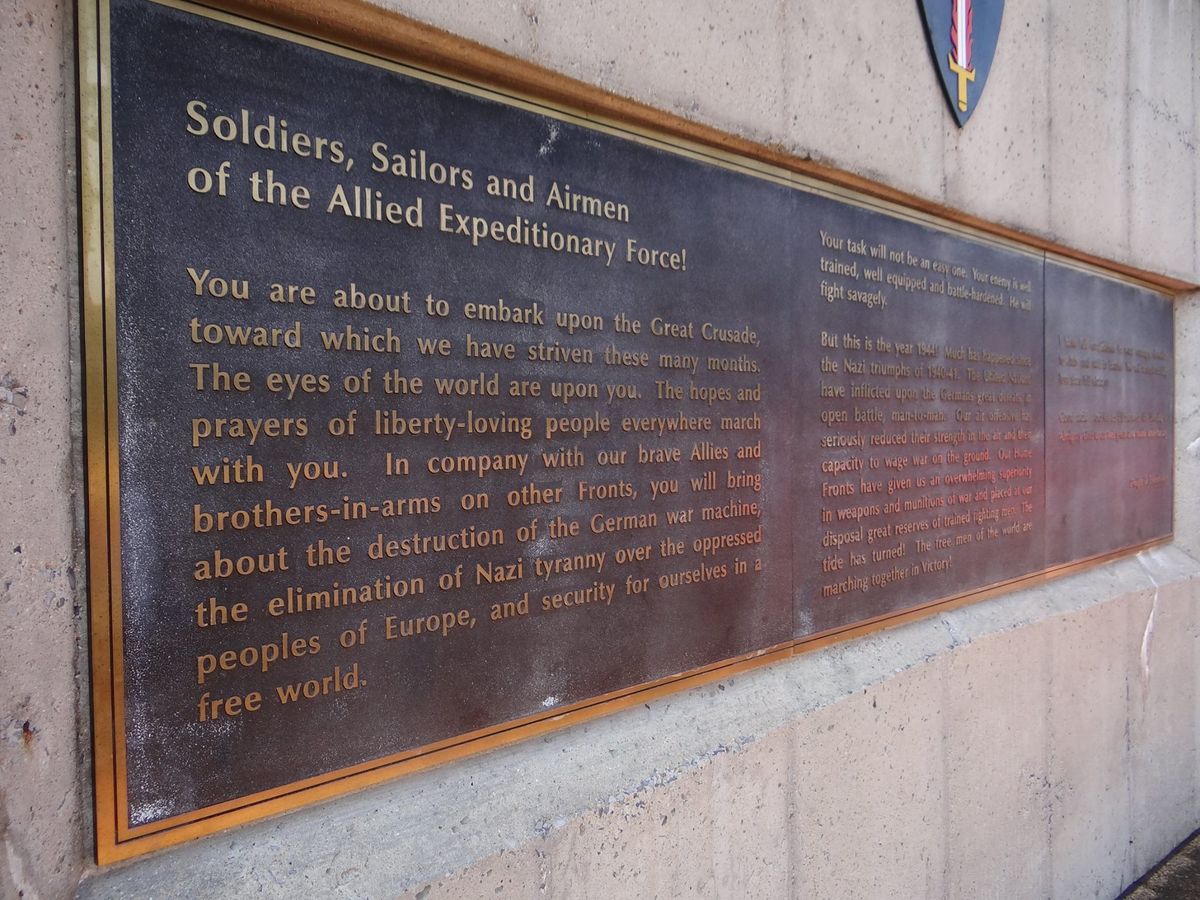 Soldiers, Sailors and Airmen
of the Allied Expeditionary Force!
You are about to embark upon the Great Crusade,
toward which we have striven these many months.
The eyes of the world are upon you. The hopes and
prayers of liberty-loving people everywhere march
with you. In company with our brave Allies and
brothers-in-arms on other Fronts, you will bring
about the destruction of the German war machine,
the elimination of Nazi tyranny over the oppressed
peoples of Europe, and security for ourselves in a
free world.
Your task will not be an easy one. Your enemy is well
trained, well equipped and battle-hardened. He will
fight savagely.
But this is the year 1944! Much has happened since
the Nazi triumphs of 1940-41. The United Nations
have inflicted upon the Germans great defeats, in
open battle, man-to-man. Our air offensive has
seriously reduced their strength in the air and their
capacity to wage war on the ground. Our Home
Fronts have given us an overwhelming superiority
in weapons and munitions of war and placed at our
disposal great reserves of trained fighting men. The
tide has turned! The free men of the world are
marching together in Victory!